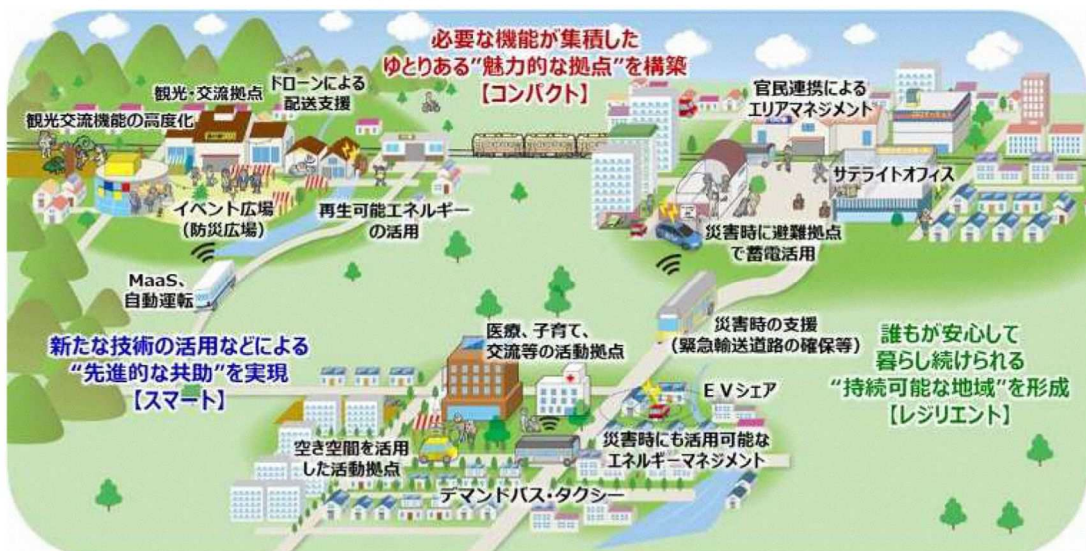 必要な機能が集積した
ゆとりある”魅力的な拠点”を構築
【コンパクト】
ドローンによる
配送支援
観光・交流拠点
観光交流機能の高度化
官民連携による
エリアマネジメント
サテライトオフィス
イベント広場
(防災広場)
再生可能エネルギー
の活用
災害時に避難拠点
で蓄電活用
MaaS、
自動運転
新たな技術の活用などによる
“先進的な共助”を実現
【スマート】
医療、子育て、
交流等の活動拠点
災害時の支援
(緊急輸送道路の確保等)
誰もが安心して
暮らし続けられる
“持続可能な地域”を形成
【レジリエント】
EVシェア
空き空間を活用
した活動拠点
災害時にも活用可能な
エネルギーマネジメント
デマンドバス・タクシー